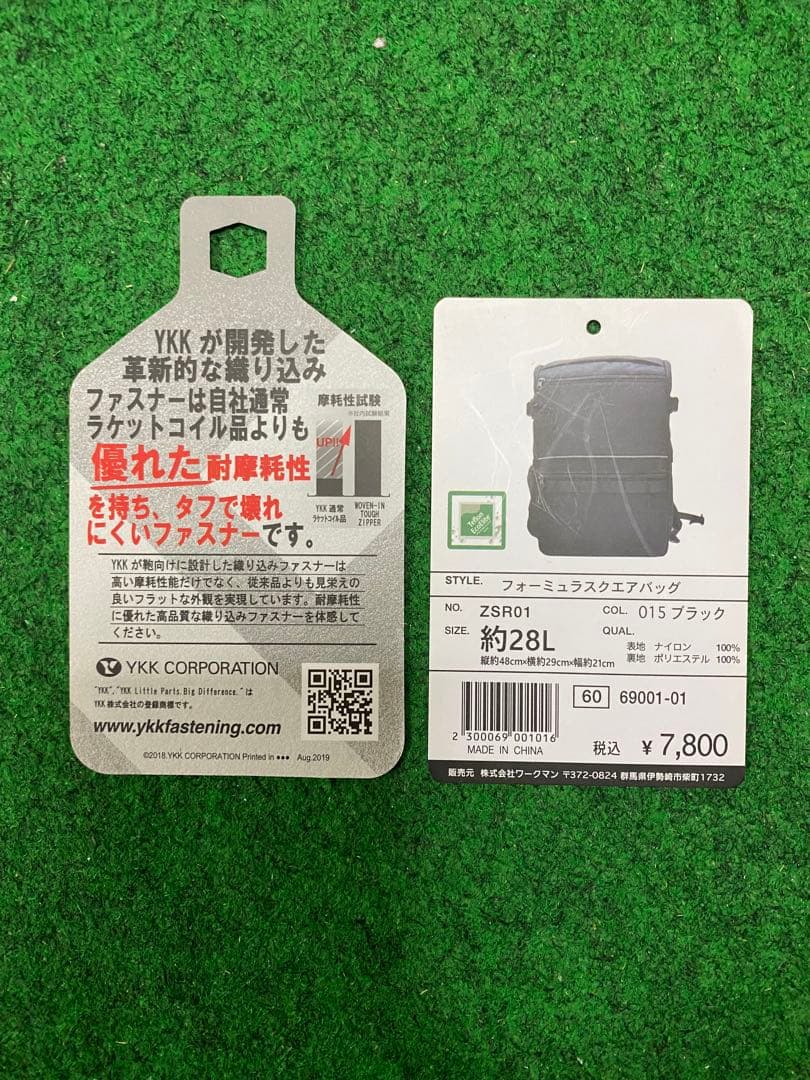 YKKが開発した
革新的な織り込み
ファスナーは自社通常
ラケットコイル品よりも
優れた耐摩耗性
を持ち、タフで壊れ
にくいファスナーです。
摩耗性試験
※社内試験結果
UP!!
YKK 通常
ラケットコイル品
WOVEN-IN
TOUGH
ZIPPER
YKKが鞄向けに設計した織り込みファスナーは
高い摩耗性能だけでなく、従来品よりも見栄えの
良いフラットな外観を実現しています。耐摩耗性
に優れた高品質な織り込みファスナーを体感して
ください。
YKK CORPORATION
"YKK","YKK Little Parts. Big Difference."は
YKK株式会社の登録商標です。
www.ykkfastening.com
©2018.YKK CORPORATION Printed in ●●● Aug.2019
Teflon
EcoElite
STYLE. フォーミュラスクエアバッグ
NO. ZSR01 COL. 015 ブラック
SIZE. 約28L QUAL.
縦約48cm×横約29cm×幅約21cm
表地 ナイロン 100%
裏地 ポリエステル 100%
60 69001-01
2 300069 001016
MADE IN CHINA
税込 ¥7,800
販売元 株式会社ワークマン 〒372-0824 群馬県伊勢崎市柴町1732